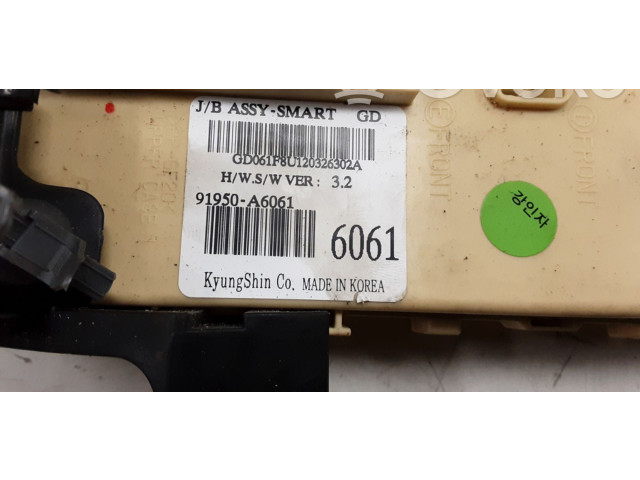 J/B ASSY-SMART GD
GD061F8U120326302A
H/W.S/W VER : 3.2
91950-A6061
6061
KyungShin Co. MADE IN KOREA
E FRONT
FRONT
강인자